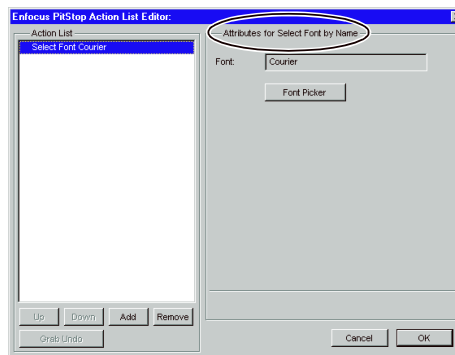 Enfocus PitStop Action List Editor:
Action List
Select Font Courier
Attributes for Select Font by Name
Font:
Courier
Font Picker
Up
Down
Add
Remove
Grab Undo
Cancel
OK